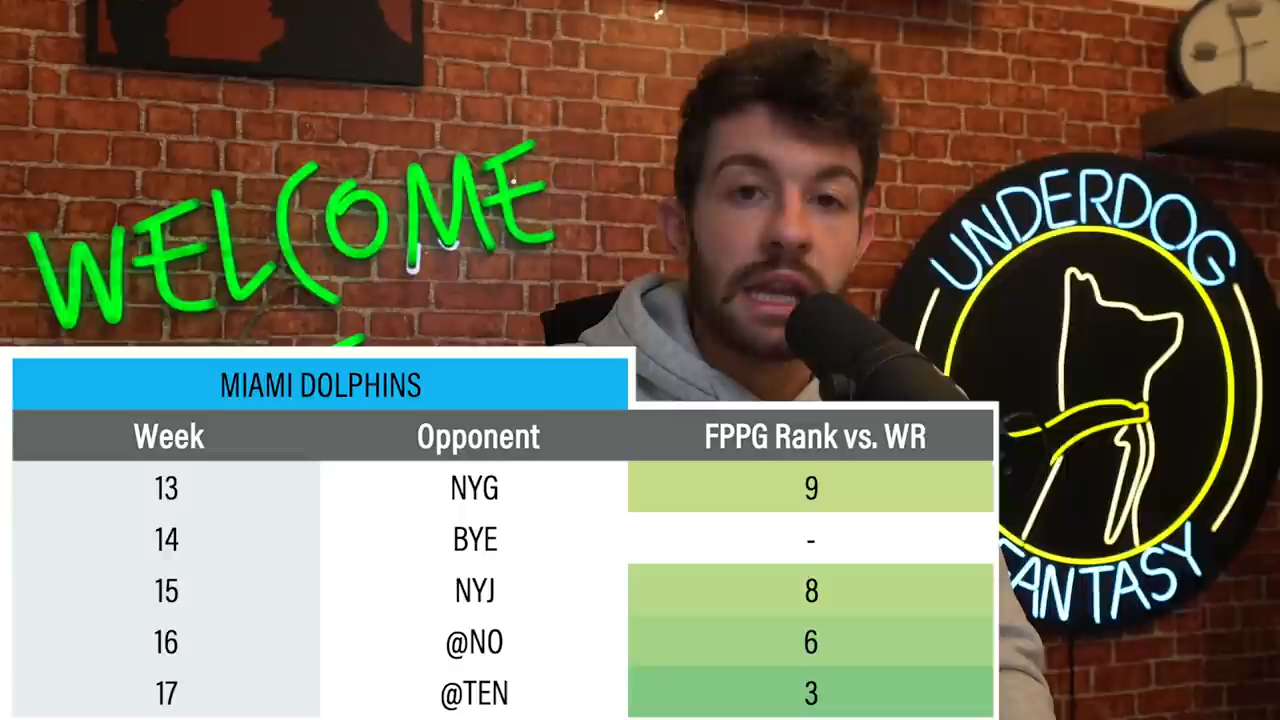 WELCOME
UNDERDOG
FANTASY
MIAMI DOLPHINS
Week Opponent FPPG Rank vs. WR
13 NYG 9
14 BYE -
15 NYJ 8
16 @NO 6
17 @TEN 3